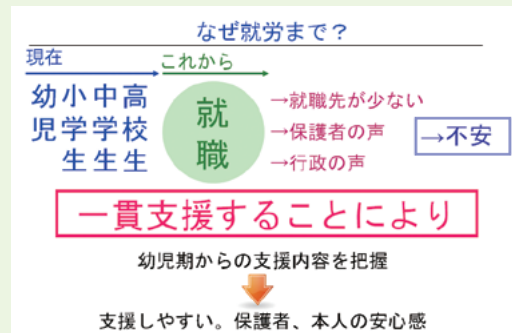 なぜ就労まで？
現在
これから
幼児
小学生
中学生
高校生
就職
→就職先が少ない
→保護者の声
→行政の声
→不安
一貫支援することにより
幼児期からの支援内容を把握
支援しやすい。保護者、本人の安心感